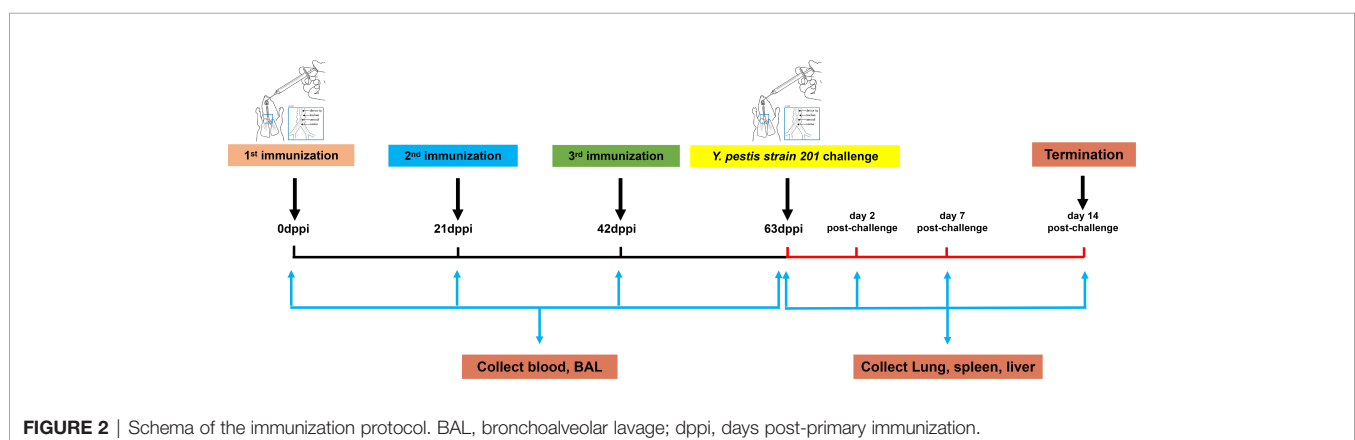 1st immunization
2nd immunization
3rd immunization
Y. pestis strain 201 challenge
Termination
0dppi
21dppi
42dppi
63dppi
day 2
post-challenge
day 7
post-challenge
day 14
post-challenge
Collect blood, BAL
Collect Lung, spleen, liver
FIGURE 2 | Schema of the immunization protocol. BAL, bronchoalveolar lavage; dppi, days post-primary immunization.